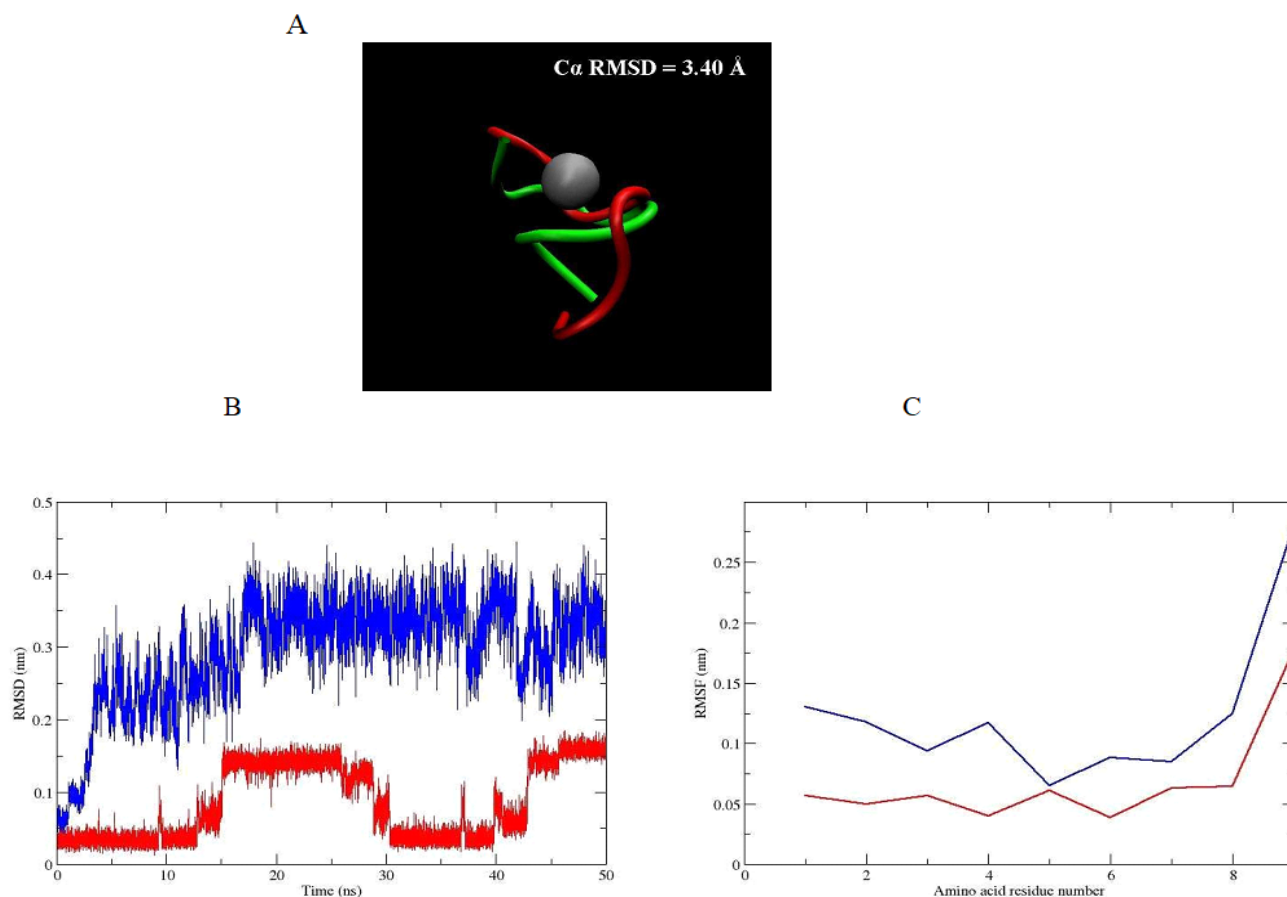 A
Cα RMSD = 3.40 Å
B
C
0.5
0.4
0.3
0.2
0.1
0
RMSD (nm)
0 10 20 30 40 50
Time (ns)
0.25
0.2
0.15
0.1
0.05
0
RMSF (nm)
0 2 4 6 8
Amino acid residue number